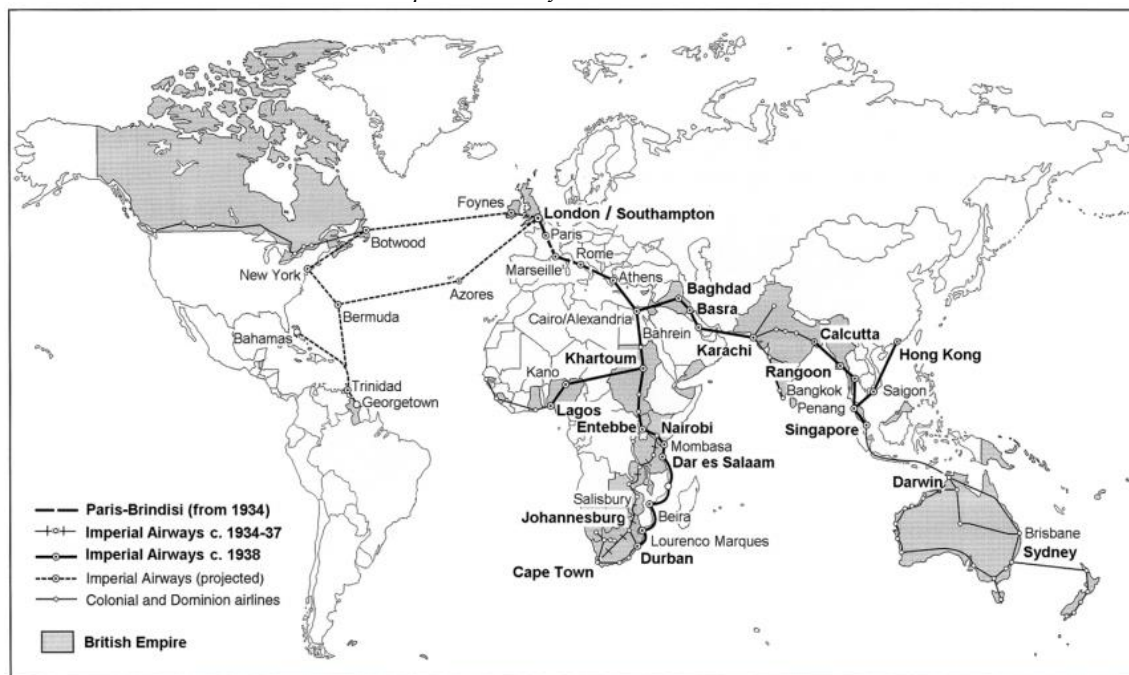 Foynes
London / Southampton
Paris
Botwood
Rome
Marseille
Athens
New York
Azores
Baghdad
Basra
Bermuda
Cairo/Alexandria
Bahrein
Bahamas
Karachi
Calcutta
Hong Kong
Khartoum
Kano
Rangoon
Bangkok
Saigon
Trinidad
Penang
Georgetown
Lagos
Entebbe
Nairobi
Singapore
Mombasa
Dar es Salaam
Darwin
Salisbury
Johannesburg
Beira
Brisbane
Lourenco Marques
Sydney
Durban
Cape Town
Paris-Brindisi (from 1934)
Imperial Airways c. 1934-37
Imperial Airways c. 1938
Imperial Airways (projected)
Colonial and Dominion airlines
British Empire